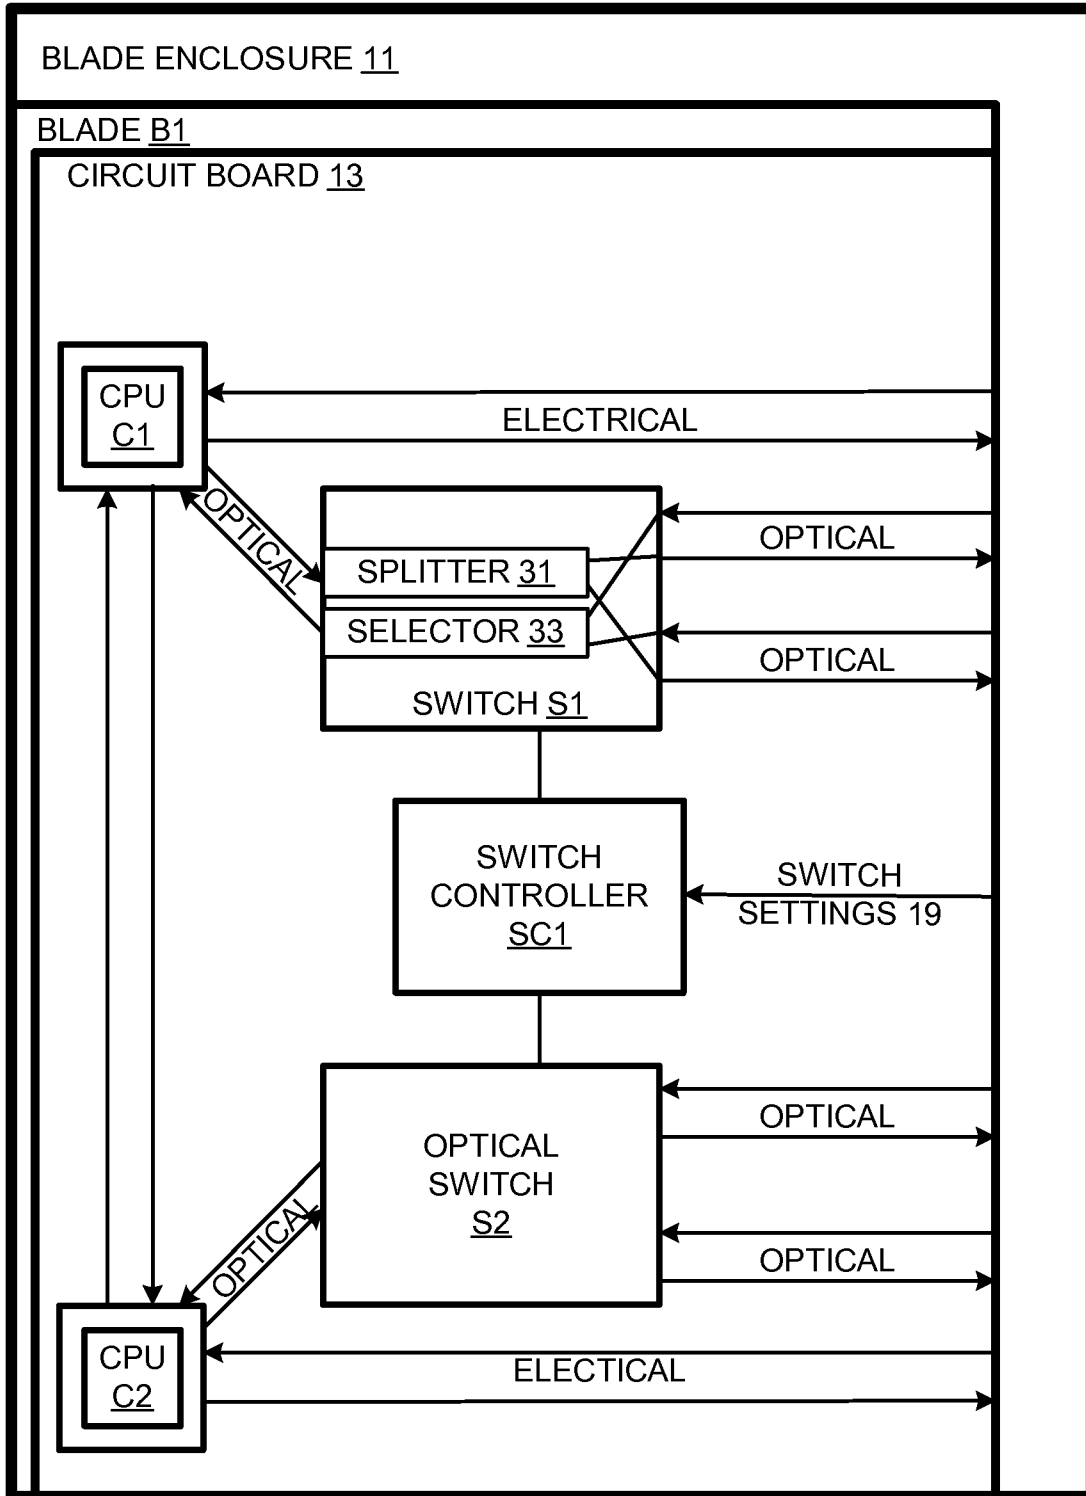 BLADE ENCLOSURE 11
BLADE B1
CIRCUIT BOARD 13
CPU
C1
ELECTRICAL
OPTICAL
OPTICAL
SPLITTER 31
SELECTOR 33
OPTICAL
SWITCH S1
SWITCH
CONTROLLER
SC1
SWITCH
SETTINGS 19
OPTICAL
SWITCH
S2
OPTICAL
OPTICAL
OPTICAL
CPU
C2
ELECTICAL